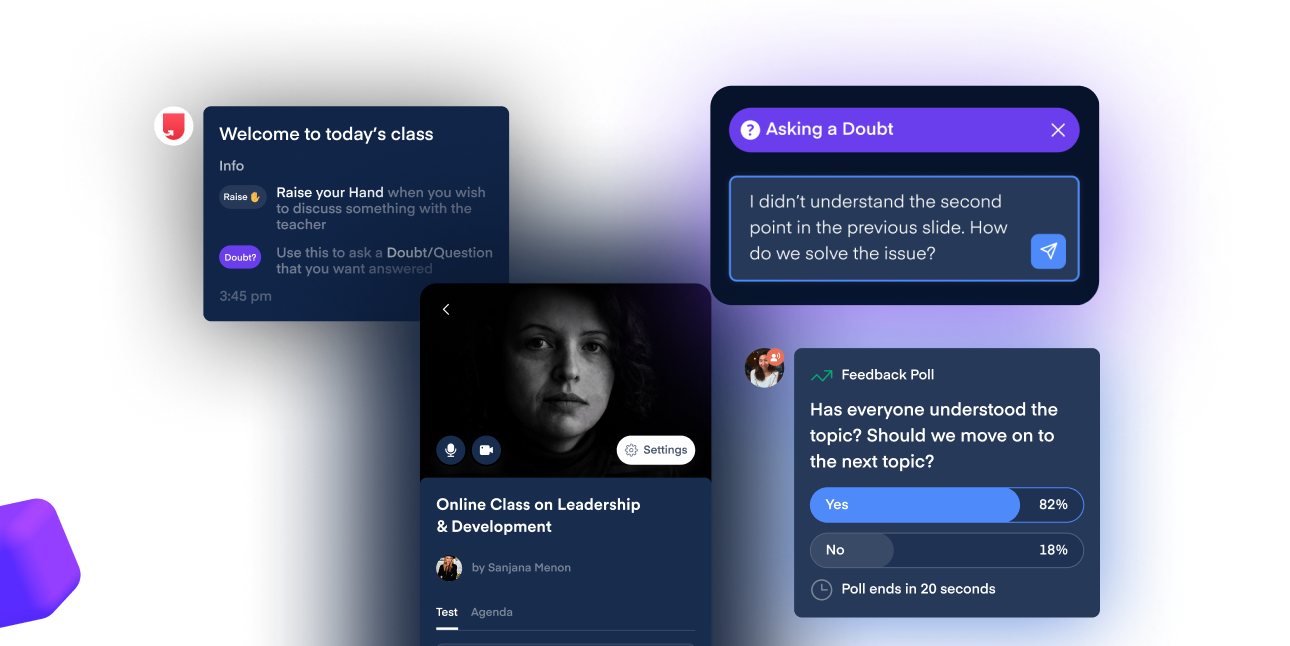 Welcome to today's class
Info
Raise ✋
Raise your Hand when you wish
to discuss something with the
teacher
Doubt?
Use this to ask a Doubt/Question
that you want answered
3:45 pm
? Asking a Doubt
I didn't understand the second
point in the previous slide. How
do we solve the issue?
Settings
Online Class on Leadership
& Development
by Sanjana Menon
Test Agenda
Feedback Poll
Has everyone understood the
topic? Should we move on to
the next topic?
Yes 82%
No 18%
Poll ends in 20 seconds